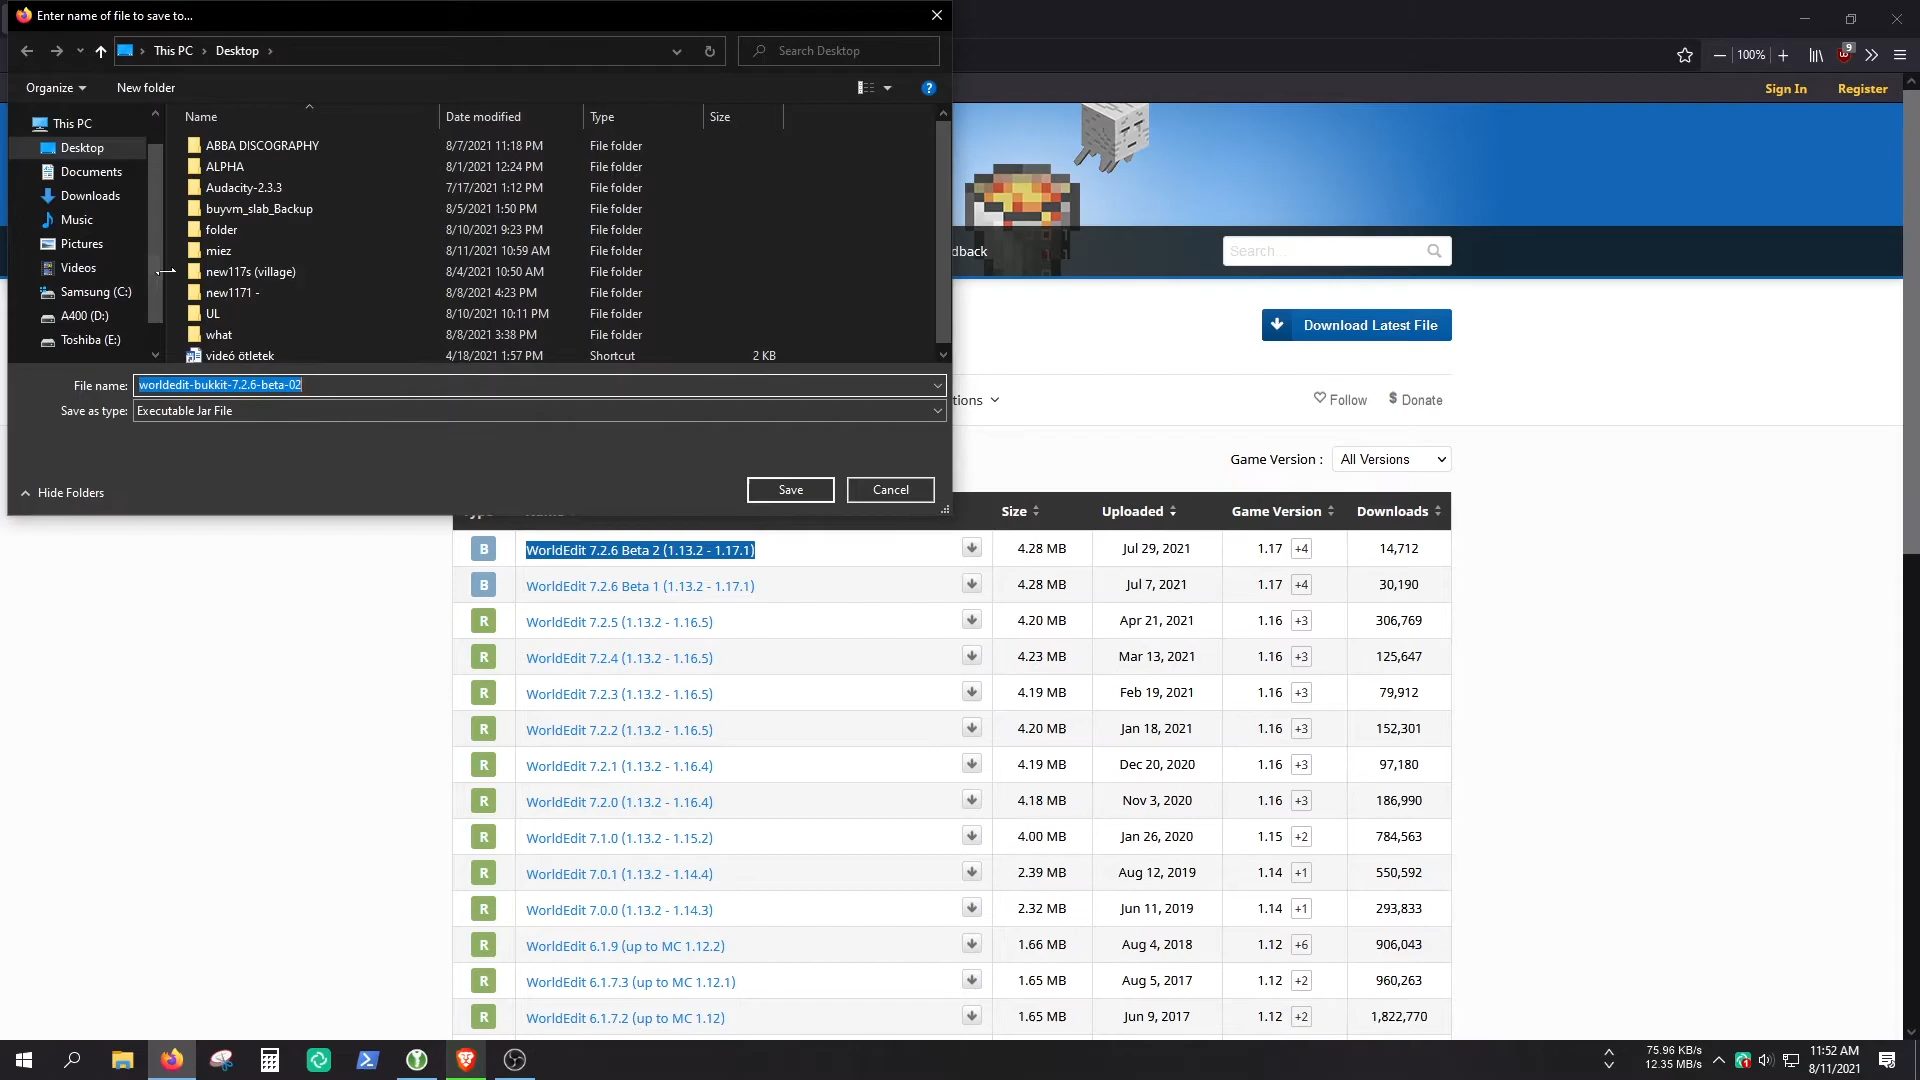 Enter name of file to save to...
This PC > Desktop >
Search Desktop
100%
9
Organize
New folder
?
Sign In
Register
Name
Date modified
Type
Size
This PC
Desktop
Documents
Downloads
Music
Pictures
Videos
Samsung (C:)
A400 (D:)
Toshiba (E:)
ABBA DISCOGRAPHY 8/7/2021 11:18 PM File folder
ALPHA 8/1/2021 12:24 PM File folder
Audacity-2.3.3 7/17/2021 1:12 PM File folder
buyvm_slab_Backup 8/5/2021 1:50 PM File folder
folder 8/10/2021 9:23 PM File folder
miez 8/11/2021 10:59 AM File folder
new117s (village) 8/4/2021 10:50 AM File folder
new1171 - 8/8/2021 4:23 PM File folder
UL 8/10/2021 10:11 PM File folder
what 8/8/2021 3:38 PM File folder
videó ötletek 4/18/2021 1:57 PM Shortcut 2 KB
dback
Search...
Download Latest File
File name: worldedit-bukkit-7.2.6-beta-02
Save as type: Executable Jar File
tions
Follow
$ Donate
Game Version : All Versions
Hide Folders
Save
Cancel
Size Uploaded Game Version Downloads
B WorldEdit 7.2.6 Beta 2 (1.13.2 - 1.17.1) 4.28 MB Jul 29, 2021 1.17 +4 14,712
B WorldEdit 7.2.6 Beta 1 (1.13.2 - 1.17.1) 4.28 MB Jul 7, 2021 1.17 +4 30,190
R WorldEdit 7.2.5 (1.13.2 - 1.16.5) 4.20 MB Apr 21, 2021 1.16 +3 306,769
R WorldEdit 7.2.4 (1.13.2 - 1.16.5) 4.23 MB Mar 13, 2021 1.16 +3 125,647
R WorldEdit 7.2.3 (1.13.2 - 1.16.5) 4.19 MB Feb 19, 2021 1.16 +3 79,912
R WorldEdit 7.2.2 (1.13.2 - 1.16.5) 4.20 MB Jan 18, 2021 1.16 +3 152,301
R WorldEdit 7.2.1 (1.13.2 - 1.16.4) 4.19 MB Dec 20, 2020 1.16 +3 97,180
R WorldEdit 7.2.0 (1.13.2 - 1.16.4) 4.18 MB Nov 3, 2020 1.16 +3 186,990
R WorldEdit 7.1.0 (1.13.2 - 1.15.2) 4.00 MB Jan 26, 2020 1.15 +2 784,563
R WorldEdit 7.0.1 (1.13.2 - 1.14.4) 2.39 MB Aug 12, 2019 1.14 +1 550,592
R WorldEdit 7.0.0 (1.13.2 - 1.14.3) 2.32 MB Jun 11, 2019 1.14 +1 293,833
R WorldEdit 6.1.9 (up to MC 1.12.2) 1.66 MB Aug 4, 2018 1.12 +6 906,043
R WorldEdit 6.1.7.3 (up to MC 1.12.1) 1.65 MB Aug 5, 2017 1.12 +2 960,263
R WorldEdit 6.1.7.2 (up to MC 1.12) 1.65 MB Jun 9, 2017 1.12 +2 1,822,770
75.96 KB/s
12.35 MB/s
11:52 AM
8/11/2021